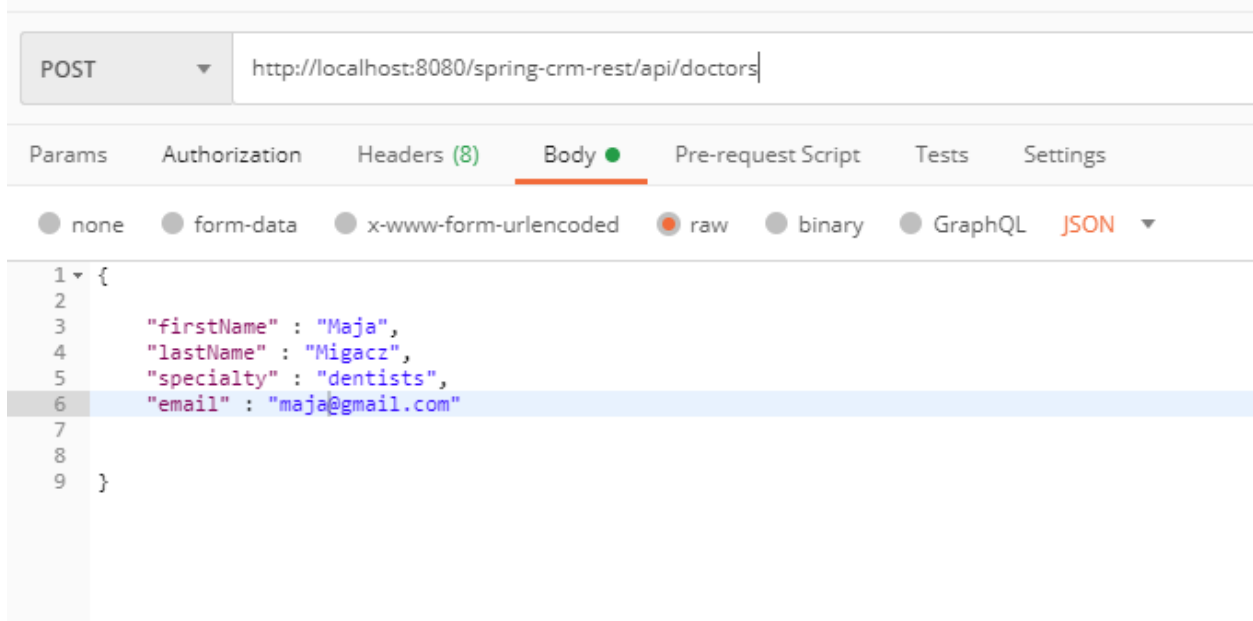 POST http://localhost:8080/spring-crm-rest/api/doctors
Params Authorization Headers (8) Body Pre-request Script Tests Settings
none form-data x-www-form-urlencoded raw binary GraphQL JSON
1 {
2
3 "firstName" : "Maja",
4 "lastName" : "Migacz",
5 "specialty" : "dentists",
6 "email" : "maja@gmail.com"
7
8
9 }